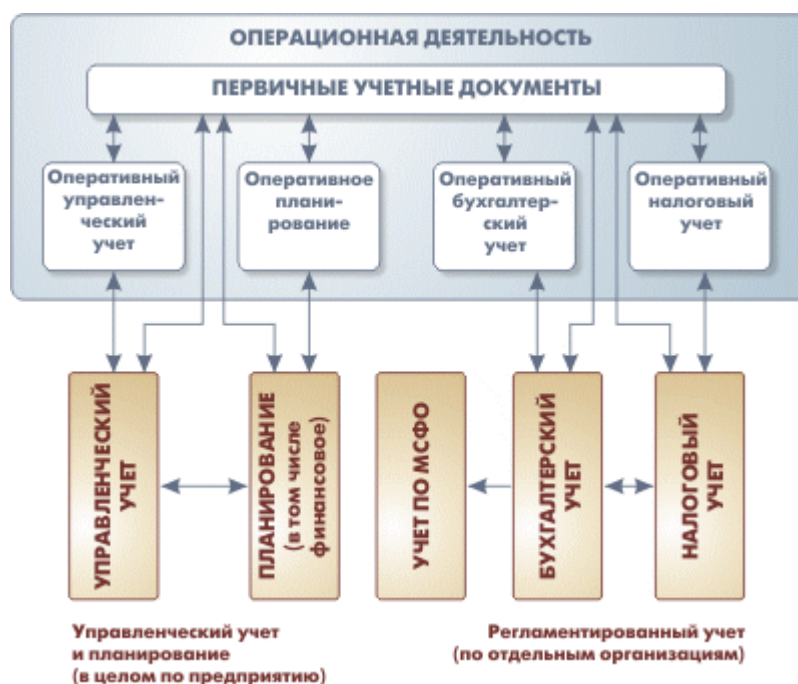 ОПЕРАЦИОННАЯ ДЕЯТЕЛЬНОСТЬ
ПЕРВИЧНЫЕ УЧЕТНЫЕ ДОКУМЕНТЫ
Оперативный
управлен-
ческий
учет
Оперативное
плани-
рование
Оперативный
бухгалтер-
ский
учет
Оперативный
налоговый
учет
УПРАВЛЕНЧЕСКИЙ
УЧЕТ
ПЛАНИРОВАНИЕ
(в том числе
финансовое)
УЧЕТ ПО МСФО
БУХГАЛТЕРСКИЙ
УЧЕТ
НАЛОГОВЫЙ
УЧЕТ
Управленческий учет
и планирование
(в целом по предприятию)
Регламентированный учет
(по отдельным организациям)